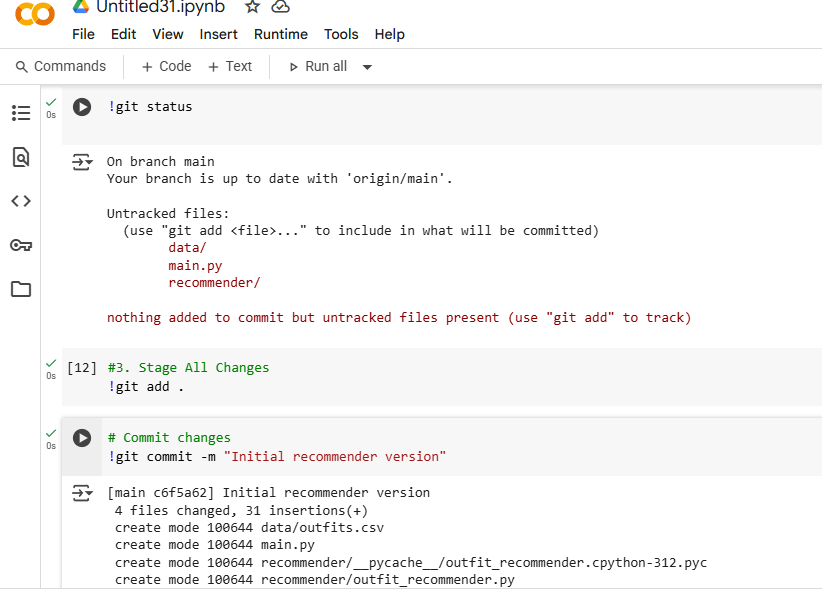 Untitled31.ipynb
File Edit View Insert Runtime Tools Help
Commands + Code + Text Run all
0s
!git status
On branch main
Your branch is up to date with 'origin/main'.
Untracked files:
(use "git add <file>..." to include in what will be committed)
data/
main.py
recommender/
nothing added to commit but untracked files present (use "git add" to track)
[12] #3. Stage All Changes
0s
!git add .
# Commit changes
0s
!git commit -m "Initial recommender version"
[main c6f5a62] Initial recommender version
4 files changed, 31 insertions(+)
create mode 100644 data/outfits.csv
create mode 100644 main.py
create mode 100644 recommender/__pycache__/outfit_recommender.cpython-312.pyc
create mode 100644 recommender/outfit_recommender.py